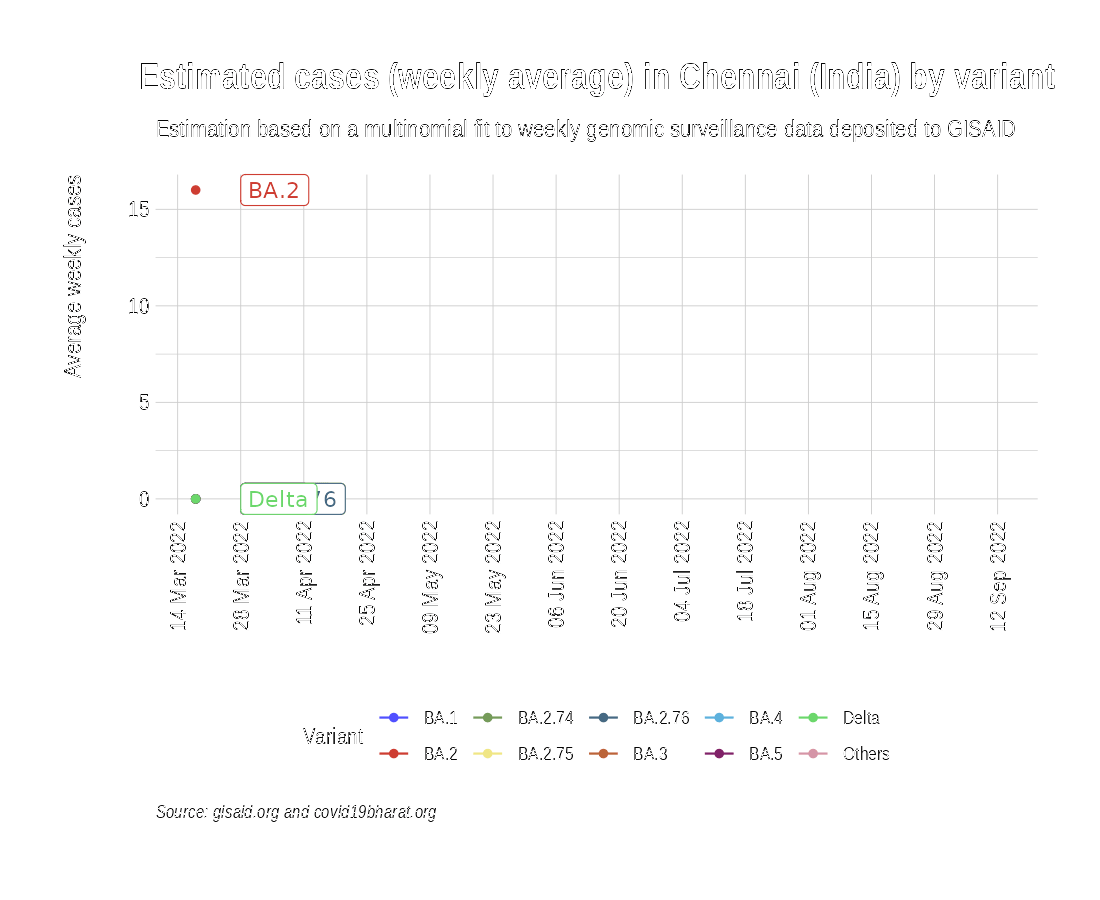 Estimated cases (weekly average) in Chennai (India) by variant
Estimation based on a multinomial fit to weekly genomic surveillance data deposited to GISAID
Average weekly cases
15
10
5
0
BA.2
Delta
76
14 Mar 2022
28 Mar 2022
11 Apr 2022
25 Apr 2022
09 May 2022
23 May 2022
06 Jun 2022
20 Jun 2022
04 Jul 2022
18 Jul 2022
01 Aug 2022
15 Aug 2022
29 Aug 2022
12 Sep 2022
Variant
BA.1 BA.2.74 BA.2.76 BA.4 Delta
BA.2 BA.2.75 BA.3 BA.5 Others
Source: gisaid.org and covid19bharat.org